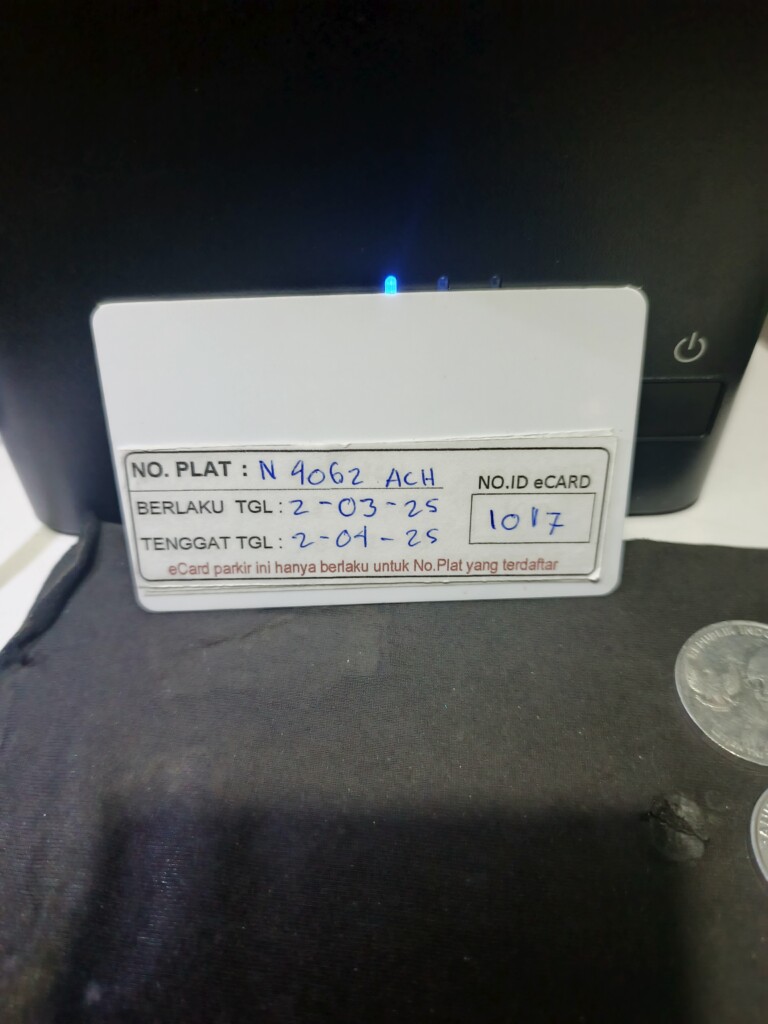 NO. PLAT : N 9062 ACH
BERLAKU TGL : 2-03-25
TENGGAT TGL : 2-04-25
NO.ID eCARD
1017
eCard parkir ini hanya berlaku untuk No.Plat yang terdaftar